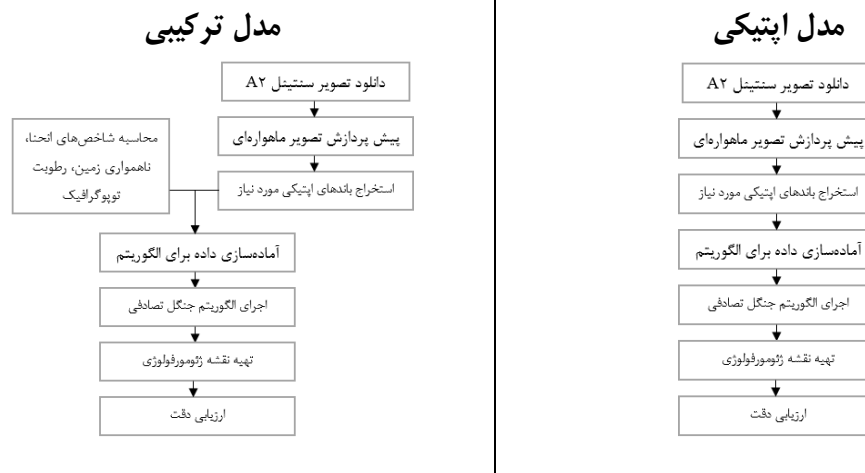 مدل اپتیکی
دانلود تصویر سنتینل A۲
پیش پردازش تصویر ماهواره‌ای
استخراج باندهای اپتیکی مورد نیاز
آماده‌سازی داده برای الگوریتم
اجرای الگوریتم جنگل تصادفی
تهیه نقشه ژئومورفولوژی
ارزیابی دقت
مدل ترکیبی
دانلود تصویر سنتینل A۲
پیش پردازش تصویر ماهواره‌ای
استخراج باندهای اپتیکی مورد نیاز
محاسبه شاخص‌های انحنا،
ناهمواری زمین، رطوبت
توپوگرافیک
آماده‌سازی داده برای الگوریتم
اجرای الگوریتم جنگل تصادفی
تهیه نقشه ژئومورفولوژی
ارزیابی دقت